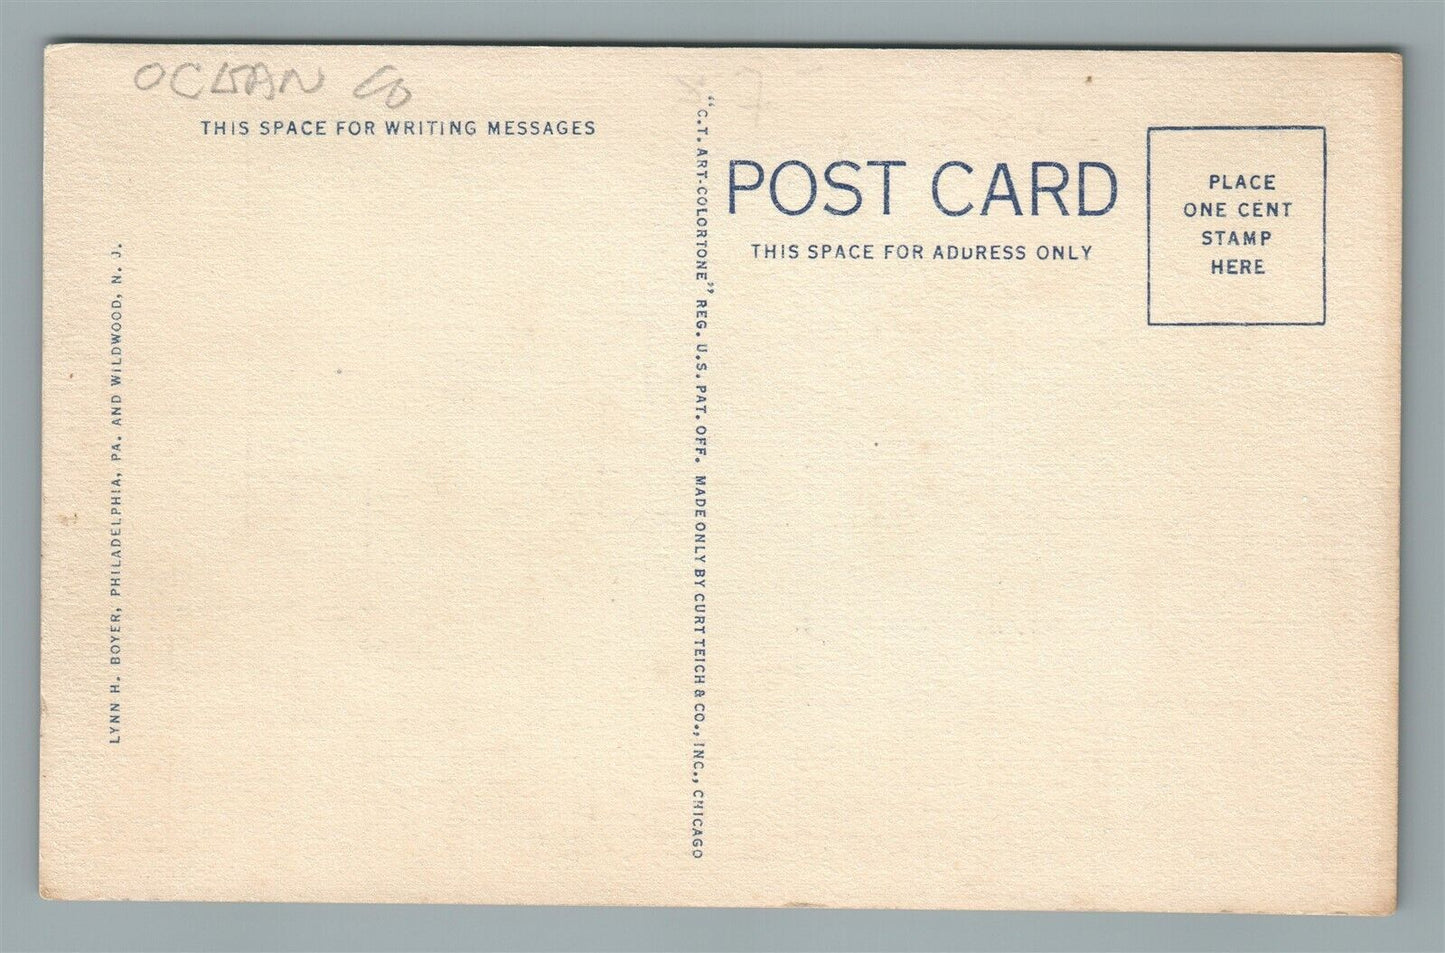 OCEAN CO
THIS SPACE FOR WRITING MESSAGES
LYNN H. BOYER, PHILADELPHIA, PA. AND WILDWOOD, N. J.
"C.T. ART-COLORTONE" REG. U.S. PAT. OFF. MADE ONLY BY CURT TEICH & CO., INC., CHICAGO
POST CARD
THIS SPACE FOR ADDRESS ONLY
PLACE
ONE CENT
STAMP
HERE